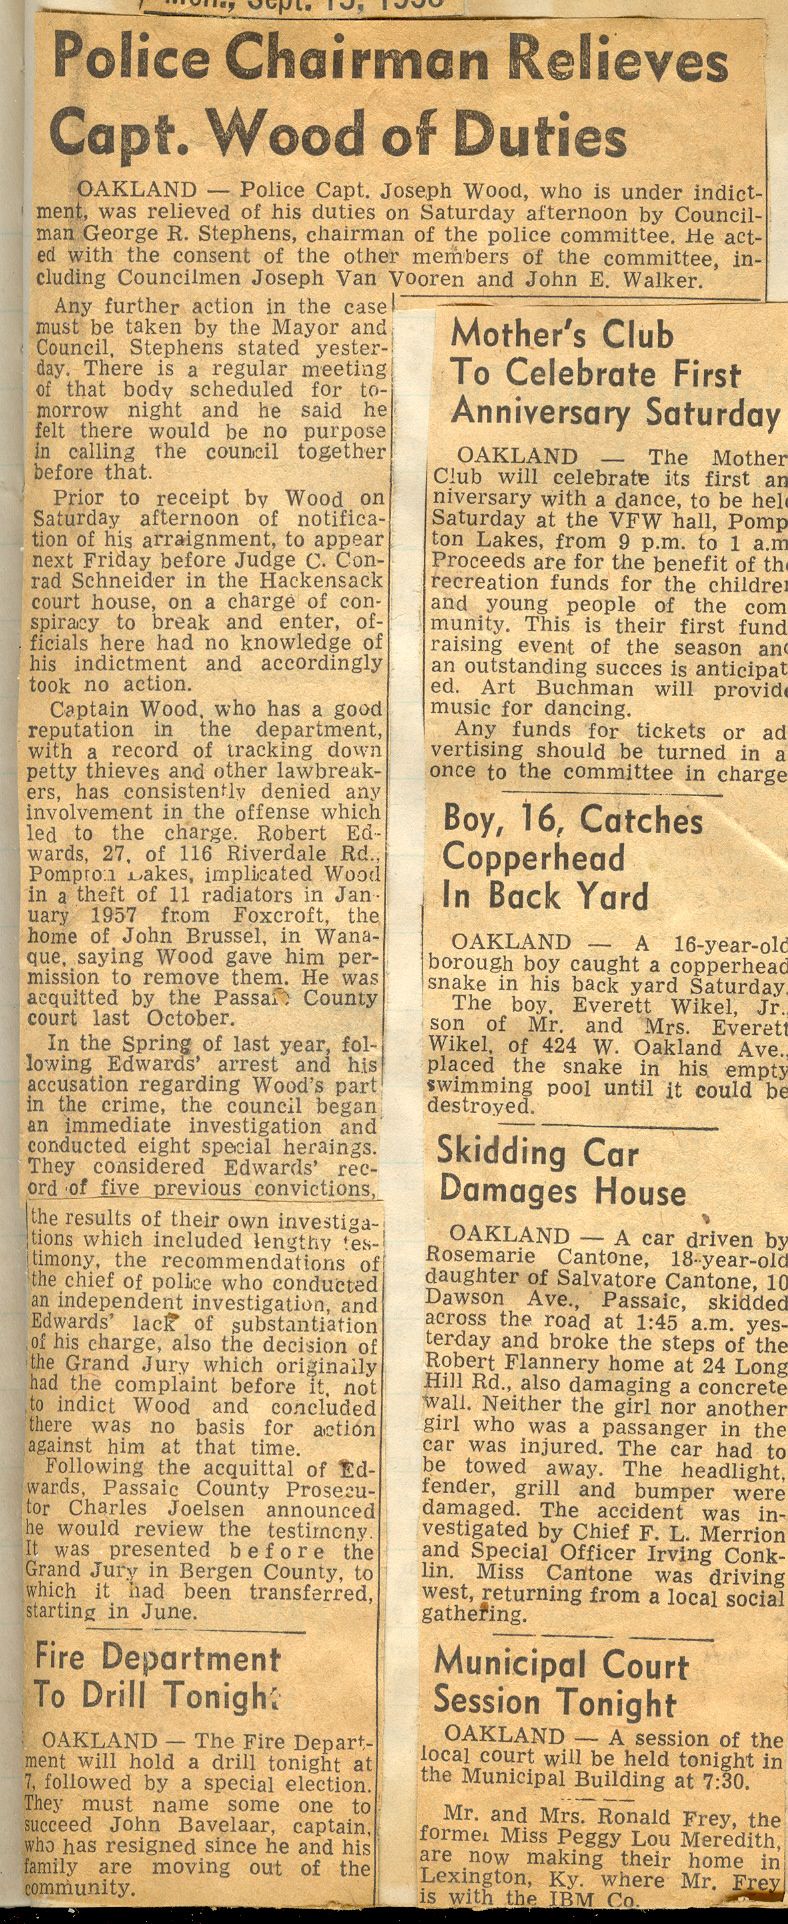 Mon., Sept. 15, 1958
Police Chairman Relieves
Capt. Wood of Duties
OAKLAND — Police Capt. Joseph Wood, who is under indict-
ment, was relieved of his duties on Saturday afternoon by Council-
man George R. Stephens, chairman of the police committee. He act-
ed with the consent of the other members of the committee, in-
cluding Councilmen Joseph Van Vooren and John E. Walker.
Any further action in the case
must be taken by the Mayor and
Council, Stephens stated yester-
day. There is a regular meeting
of that body scheduled for to-
morrow night and he said he
felt there would be no purpose
in calling the council together
before that.
Prior to receipt by Wood on
Saturday afternoon of notifica-
tion of his arraignment, to appear
next Friday before Judge C. Con-
rad Schneider in the Hackensack
court house, on a charge of con-
spiracy to break and enter, of-
ficials here had no knowledge of
his indictment and accordingly
took no action.
Captain Wood, who has a good
reputation in the department,
with a record of tracking down
petty thieves and other lawbreak-
ers, has consistently denied any
involvement in the offense which
led to the charge. Robert Ed-
wards, 27, of 116 Riverdale Rd.,
Pompton Lakes, implicated Wood
in a theft of 11 radiators in Jan-
uary 1957 from Foxcroft, the
home of John Brussel, in Wana-
que, saying Wood gave him per-
mission to remove them. He was
acquitted by the Passaic County
court last October.
In the Spring of last year, fol-
lowing Edwards' arrest and his
accusation regarding Wood's part
in the crime, the council began
an immediate investigation and
conducted eight special heraings.
They considered Edwards' rec-
ord of five previous convictions,
the results of their own investiga-
tions which included lengthy tes-
timony, the recommendations of
the chief of police who conducted
an independent investigation, and
Edwards' lack of substantiation
of his charge, also the decision of
the Grand Jury which originally
had the complaint before it, not
to indict Wood and concluded
there was no basis for action
against him at that time.
Following the acquittal of Ed-
wards, Passaic County Prosecu-
tor Charles Joelsen announced
he would review the testimony.
It was presented before the
Grand Jury in Bergen County, to
which it had been transferred,
starting in June.
Fire Department
To Drill Tonight
OAKLAND — The Fire Depart-
ment will hold a drill tonight at
7, followed by a special election.
They must name some one to
succeed John Bavelaar, captain,
who has resigned since he and his
family are moving out of the
community.
Mother's Club
To Celebrate First
Anniversary Saturday
OAKLAND — The Mother
Club will celebrate its first an
niversary with a dance, to be held
Saturday at the VFW hall, Pomp
ton Lakes, from 9 p.m. to 1 a.m
Proceeds are for the benefit of the
recreation funds for the children
and young people of the com
munity. This is their first fund
raising event of the season and
an outstanding succes is anticipat
ed. Art Buchman will provide
music for dancing.
Any funds for tickets or ad
vertising should be turned in a
once to the committee in charge
Boy, 16, Catches
Copperhead
In Back Yard
OAKLAND — A 16-year-old
borough boy caught a copperhead
snake in his back yard Saturday.
The boy, Everett Wikel, Jr.,
son of Mr. and Mrs. Everett
Wikel, of 424 W. Oakland Ave.,
placed the snake in his empty
swimming pool until it could be
destroyed.
Skidding Car
Damages House
OAKLAND — A car driven by
Rosemarie Cantone, 18-year-old
daughter of Salvatore Cantone, 10
Dawson Ave., Passaic, skidded
across the road at 1:45 a.m. yes-
terday and broke the steps of the
Robert Flannery home at 24 Long
Hill Rd., also damaging a concrete
wall. Neither the girl nor another
girl who was a passanger in the
car was injured. The car had to
be towed away. The headlight,
fender, grill and bumper were
damaged. The accident was in-
vestigated by Chief F. L. Merrion
and Special Officer Irving Conk-
lin. Miss Cantone was driving
west, returning from a local social
gathering.
Municipal Court
Session Tonight
OAKLAND — A session of the
local court will be held tonight in
the Municipal Building at 7:30.
Mr. and Mrs. Ronald Frey, the
former Miss Peggy Lou Meredith,
are now making their home in
Lexington, Ky. where Mr. Frey
is with the IBM Co.